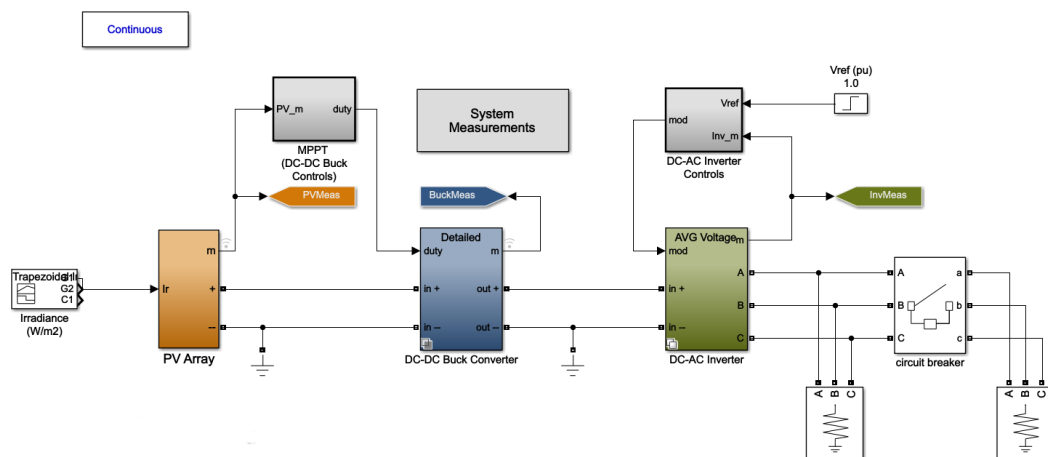 Continuous
PV_m
duty
MPPT
(DC-DC Buck
Controls)
System
Measurements
Vref (pu)
1.0
Vref
mod
Inv_m
DC-AC Inverter
Controls
PVMeas
BuckMeas
InvMeas
Trapezoidal Ir
G2
C1
Irradiance
(W/m2)
m
Ir
+
--
PV Array
Detailed
duty
m
in +
out +
in --
out --
DC-DC Buck Converter
AVG Voltage
m
mod
A
in +
B
in --
C
DC-AC Inverter
A
a
B
b
C
c
circuit breaker
A
B
C
A
B
C